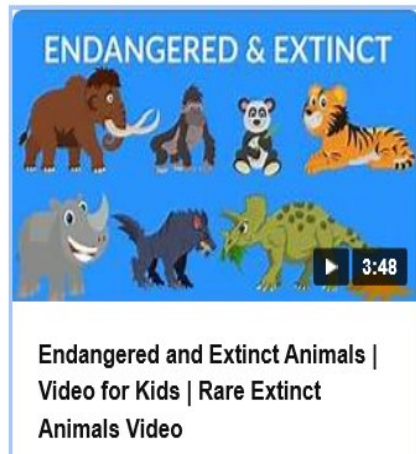 ENDANGERED & EXTINCT
3:48
Endangered and Extinct Animals |
Video for Kids | Rare Extinct
Animals Video